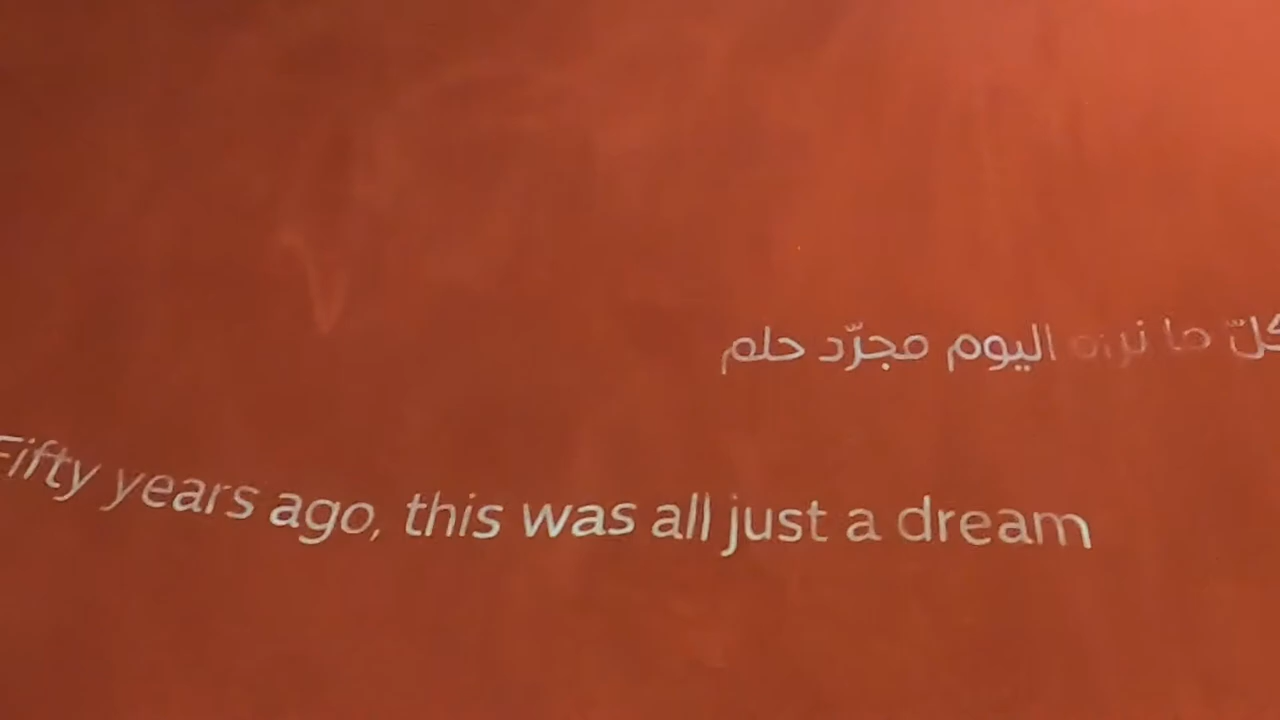 كلّ ما نراه اليوم مجرّد حلم
Fifty years ago, this was all just a dream